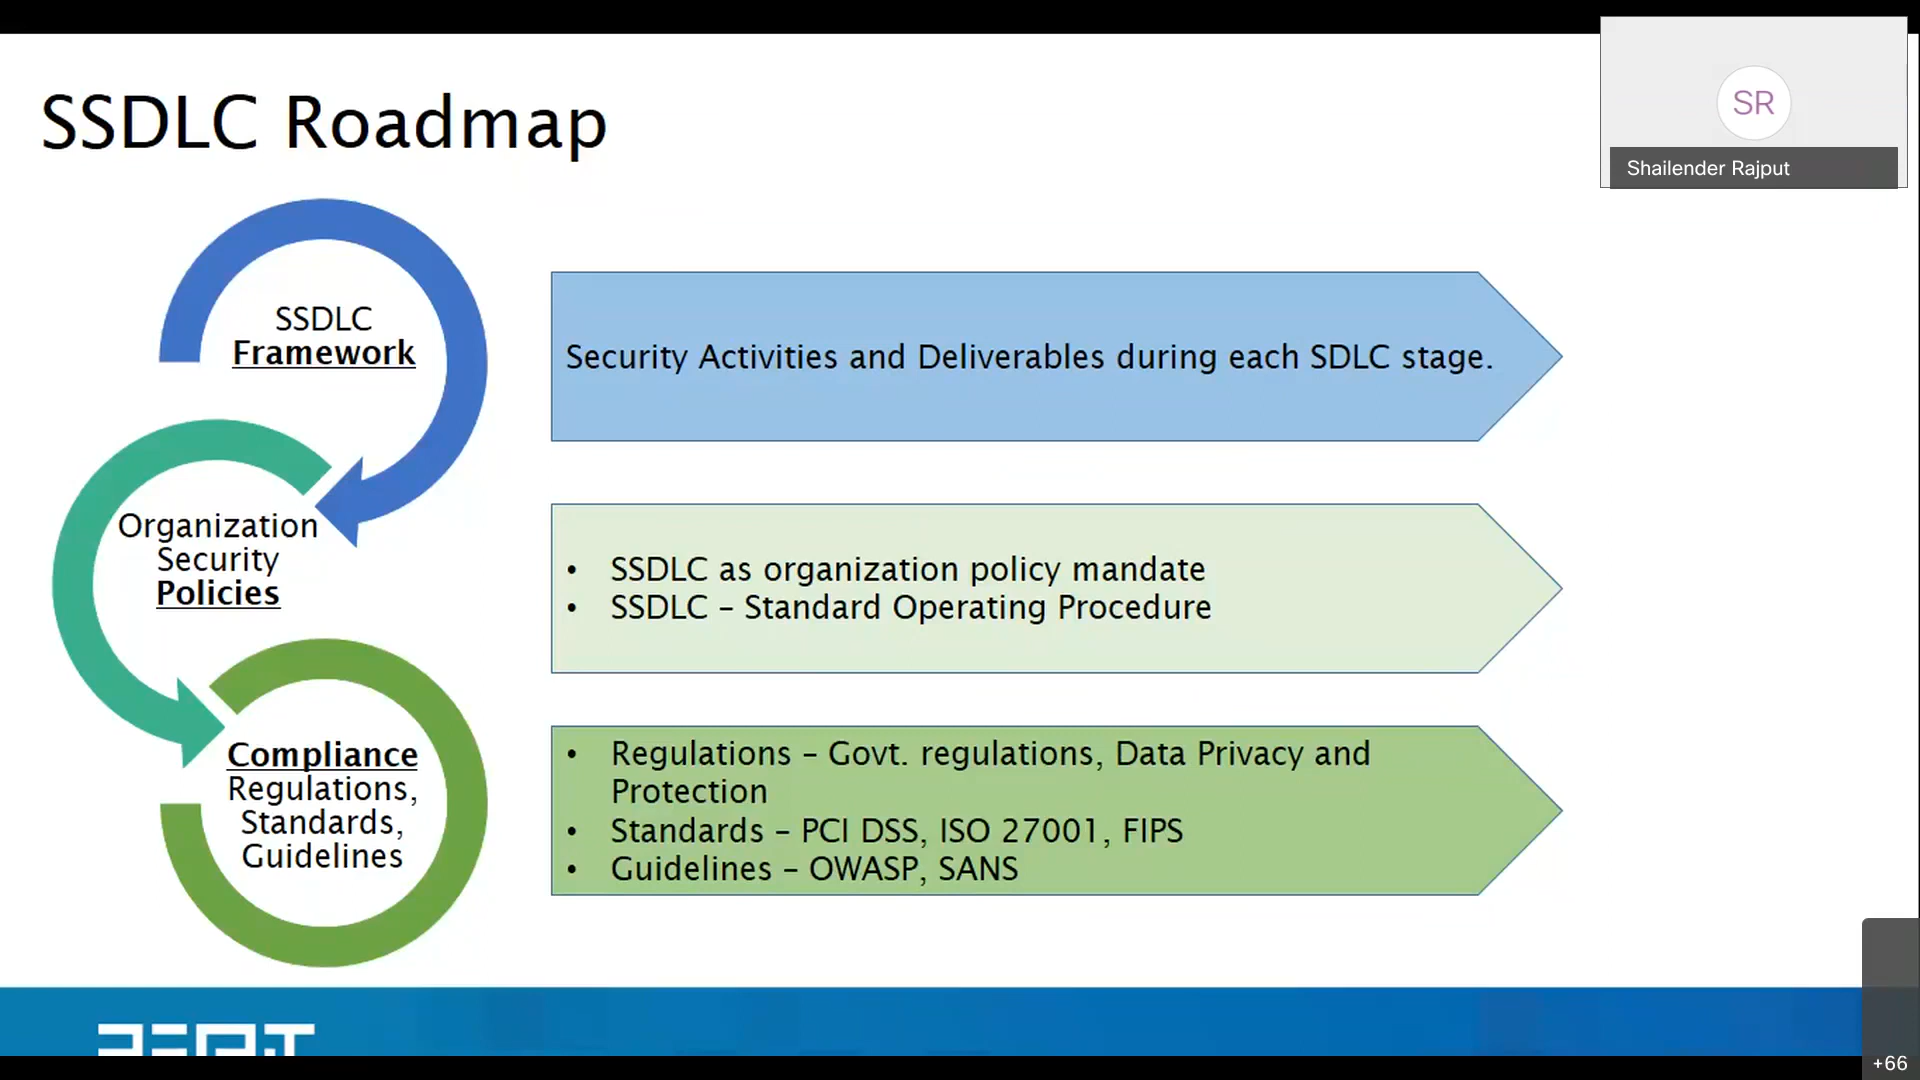 SSDLC Roadmap
SR
Shailender Rajput
SSDLC
Framework
Security Activities and Deliverables during each SDLC stage.
Organization
Security
Policies
• SSDLC as organization policy mandate
• SSDLC – Standard Operating Procedure
Compliance
Regulations,
Standards,
Guidelines
• Regulations – Govt. regulations, Data Privacy and
Protection
• Standards – PCI DSS, ISO 27001, FIPS
• Guidelines – OWASP, SANS
+66